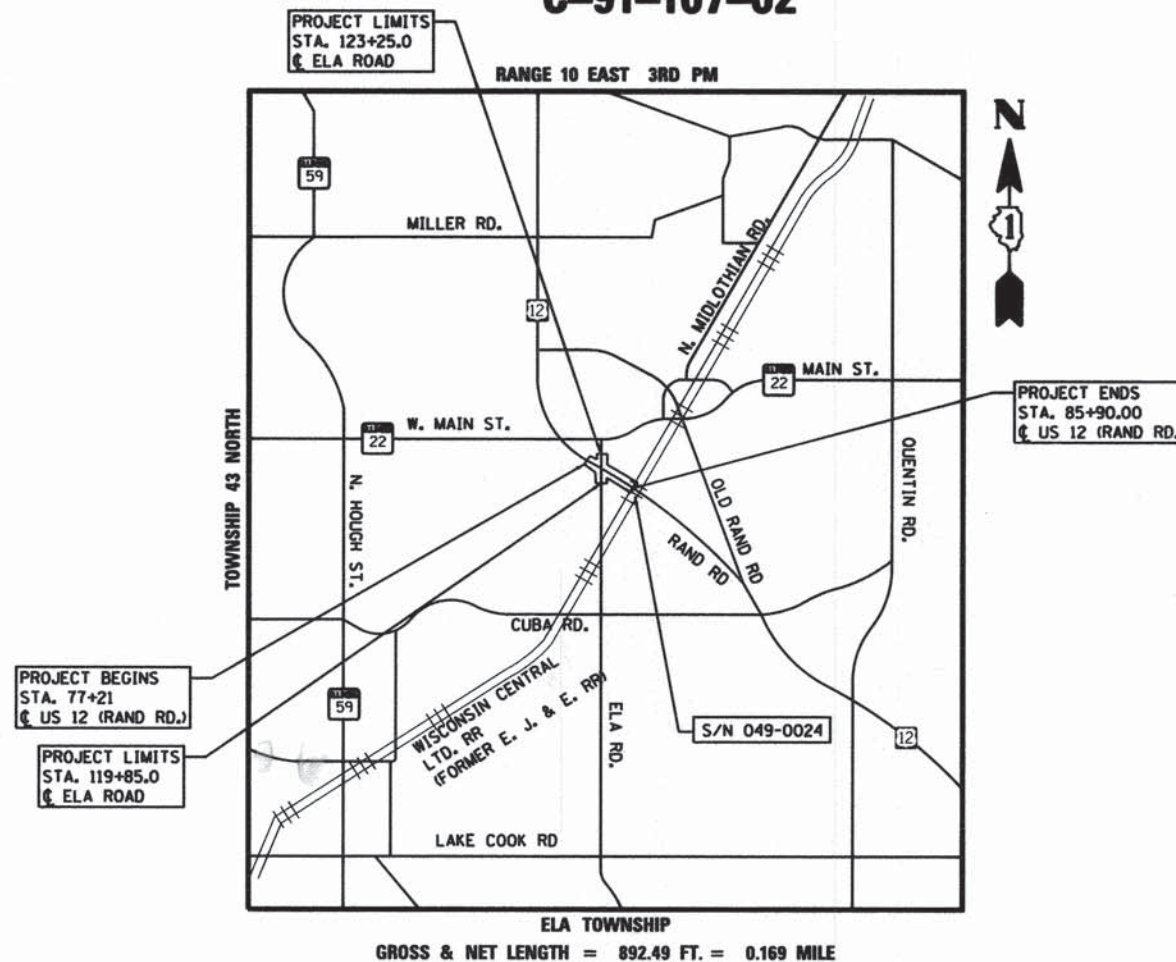 C-91-107-02
PROJECT LIMITS
STA. 123+25.0
℄ ELA ROAD
RANGE 10 EAST 3RD PM
N
1
59
MILLER RD.
12
N. MIDLOTHIAN RD.
22
MAIN ST.
PROJECT ENDS
STA. 85+90.00
℄ US 12 (RAND RD.
W. MAIN ST.
22
TOWNSHIP 43 NORTH
N. HOUGH ST.
OLD RAND RD
QUENTIN RD.
RAND RD
CUBA RD.
PROJECT BEGINS
STA. 77+21
℄ US 12 (RAND RD.)
59
WISCONSIN CENTRAL
LTD. RR
(FORMER E. J. & E. RR)
ELA RD.
S/N 049-0024
12
PROJECT LIMITS
STA. 119+85.0
℄ ELA ROAD
LAKE COOK RD
ELA TOWNSHIP
GROSS & NET LENGTH = 892.49 FT. = 0.169 MILE